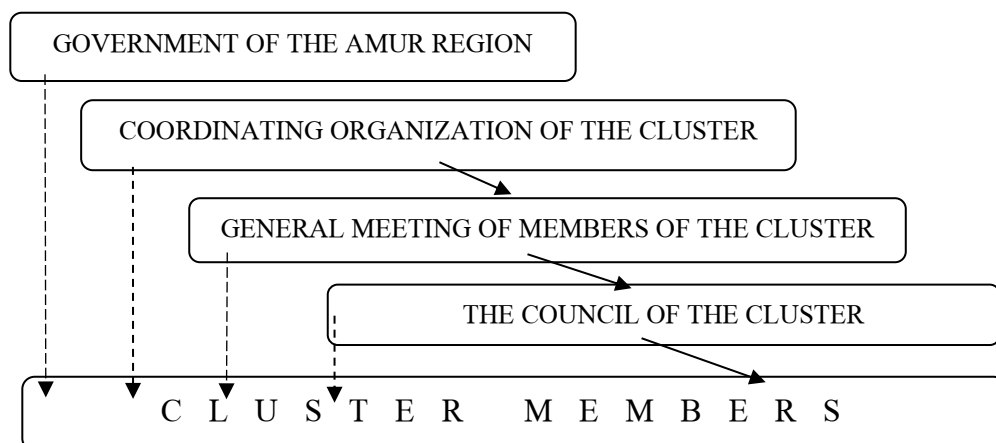 GOVERNMENT OF THE AMUR REGION
COORDINATING ORGANIZATION OF THE CLUSTER
GENERAL MEETING OF MEMBERS OF THE CLUSTER
THE COUNCIL OF THE CLUSTER
C L U S T E R M E M B E R S